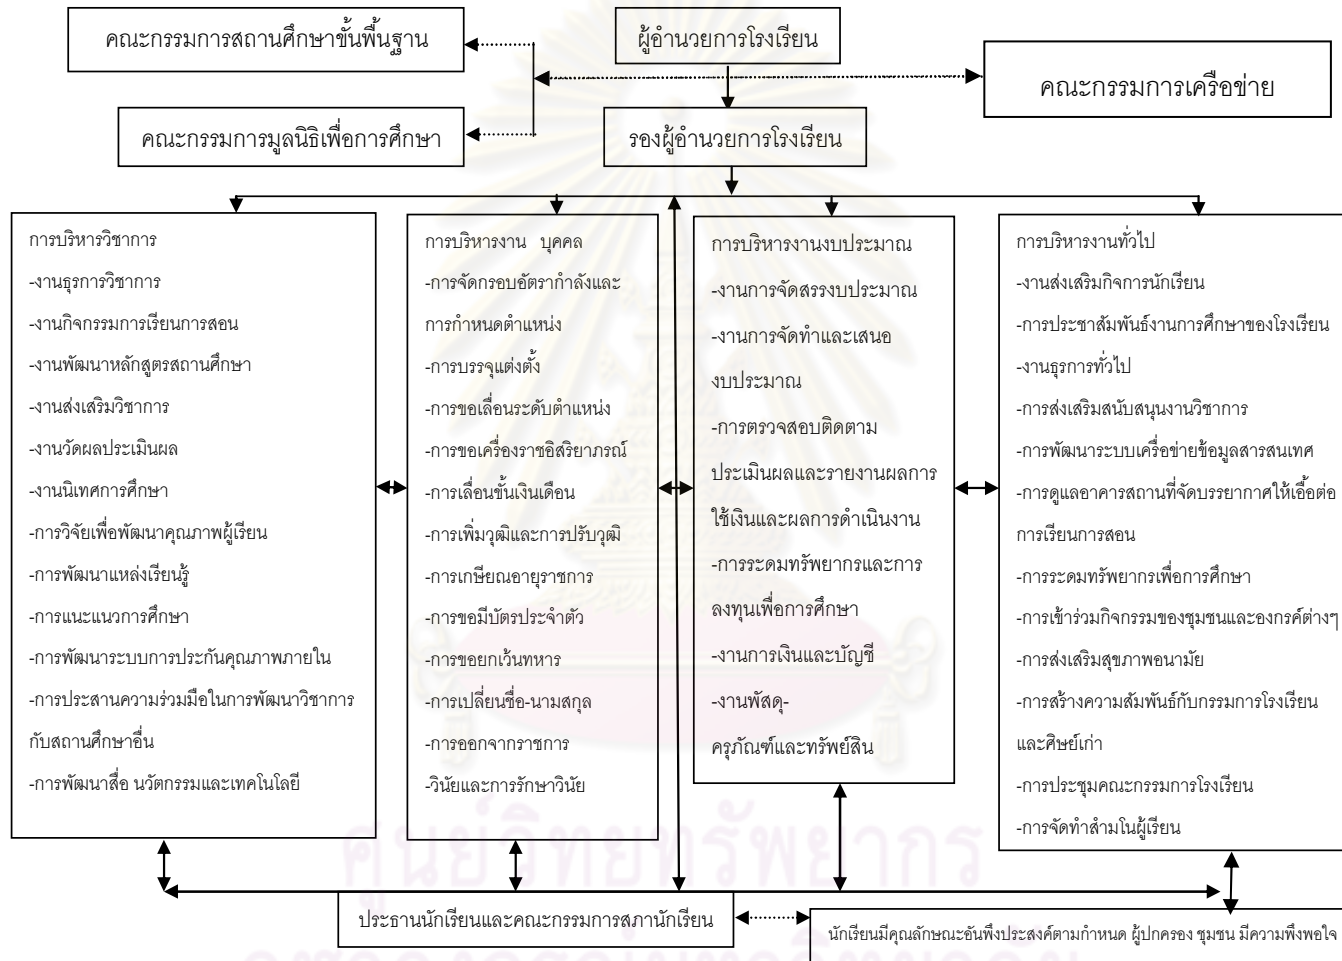 คณะกรรมการสถานศึกษาขั้นพื้นฐาน
ผู้อำนวยการโรงเรียน
คณะกรรมการเครือข่าย
คณะกรรมการมูลนิธิเพื่อการศึกษา
รองผู้อำนวยการโรงเรียน
การบริหารวิชาการ
-งานธุรการวิชาการ
-งานกิจกรรมการเรียนการสอน
-งานพัฒนาหลักสูตรสถานศึกษา
-งานส่งเสริมวิชาการ
-งานวัดผลประเมินผล
-งานนิเทศการศึกษา
-การวิจัยเพื่อพัฒนาคุณภาพผู้เรียน
-การพัฒนาแหล่งเรียนรู้
-การแนะแนวการศึกษา
-การพัฒนาระบบการประกันคุณภาพภายใน
-การประสานความร่วมมือในการพัฒนาวิชาการ
กับสถานศึกษาอื่น
-การพัฒนาสื่อ นวัตกรรมและเทคโนโลยี
การบริหารงาน บุคคล
-การจัดกรอบอัตรากำลังและ
การกำหนดตำแหน่ง
-การบรรจุแต่งตั้ง
-การขอเลื่อนระดับตำแหน่ง
-การขอเครื่องราชอิสริยาภรณ์
-การเลื่อนขั้นเงินเดือน
-การเพิ่มวุฒิและการปรับวุฒิ
-การเกษียณอายุราชการ
-การขอมีบัตรประจำตัว
-การขอยกเว้นทหาร
-การเปลี่ยนชื่อ-นามสกุล
-การออกจากราชการ
-วินัยและการรักษาวินัย
การบริหารงานงบประมาณ
-งานการจัดสรรงบประมาณ
-งานการจัดทำและเสนอ
งบประมาณ
-การตรวจสอบติดตาม
ประเมินผลและรายงานผลการ
ใช้เงินและผลการดำเนินงาน
-การระดมทรัพยากรและการ
ลงทุนเพื่อการศึกษา
-งานการเงินและบัญชี
-งานพัสดุ-
ครุภัณฑ์และทรัพย์สิน
การบริหารงานทั่วไป
-งานส่งเสริมกิจการนักเรียน
-การประชาสัมพันธ์งานการศึกษาของโรงเรียน
-งานธุรการทั่วไป
-การส่งเสริมสนับสนุนงานวิชาการ
-การพัฒนาระบบเครื่อข่ายข้อมูลสารสนเทศ
-การดูแลอาคารสถานที่จัดบรรยากาศให้เอื้อต่อ
การเรียนการสอน
-การระดมทรัพยากรเพื่อการศึกษา
-การเข้าร่วมกิจกรรมของชุมชนและองกรค์ต่างๆ
-การส่งเสริมสุขภาพอนามัย
-การสร้างความสัมพันธ์กับกรรมการโรงเรียน
และศิษย์เก่า
-การประชุมคณะกรรมการโรงเรียน
-การจัดทำสำมโนผู้เรียน
ศูนย์วิทยทรัพยากร
ประธานนักเรียนและคณะกรรมการสภานักเรียน
นักเรียนมีคุณลักษณะอันพึงประสงค์ตามกำหนด ผู้ปกครอง ชุมชน มีความพึงพอใจ